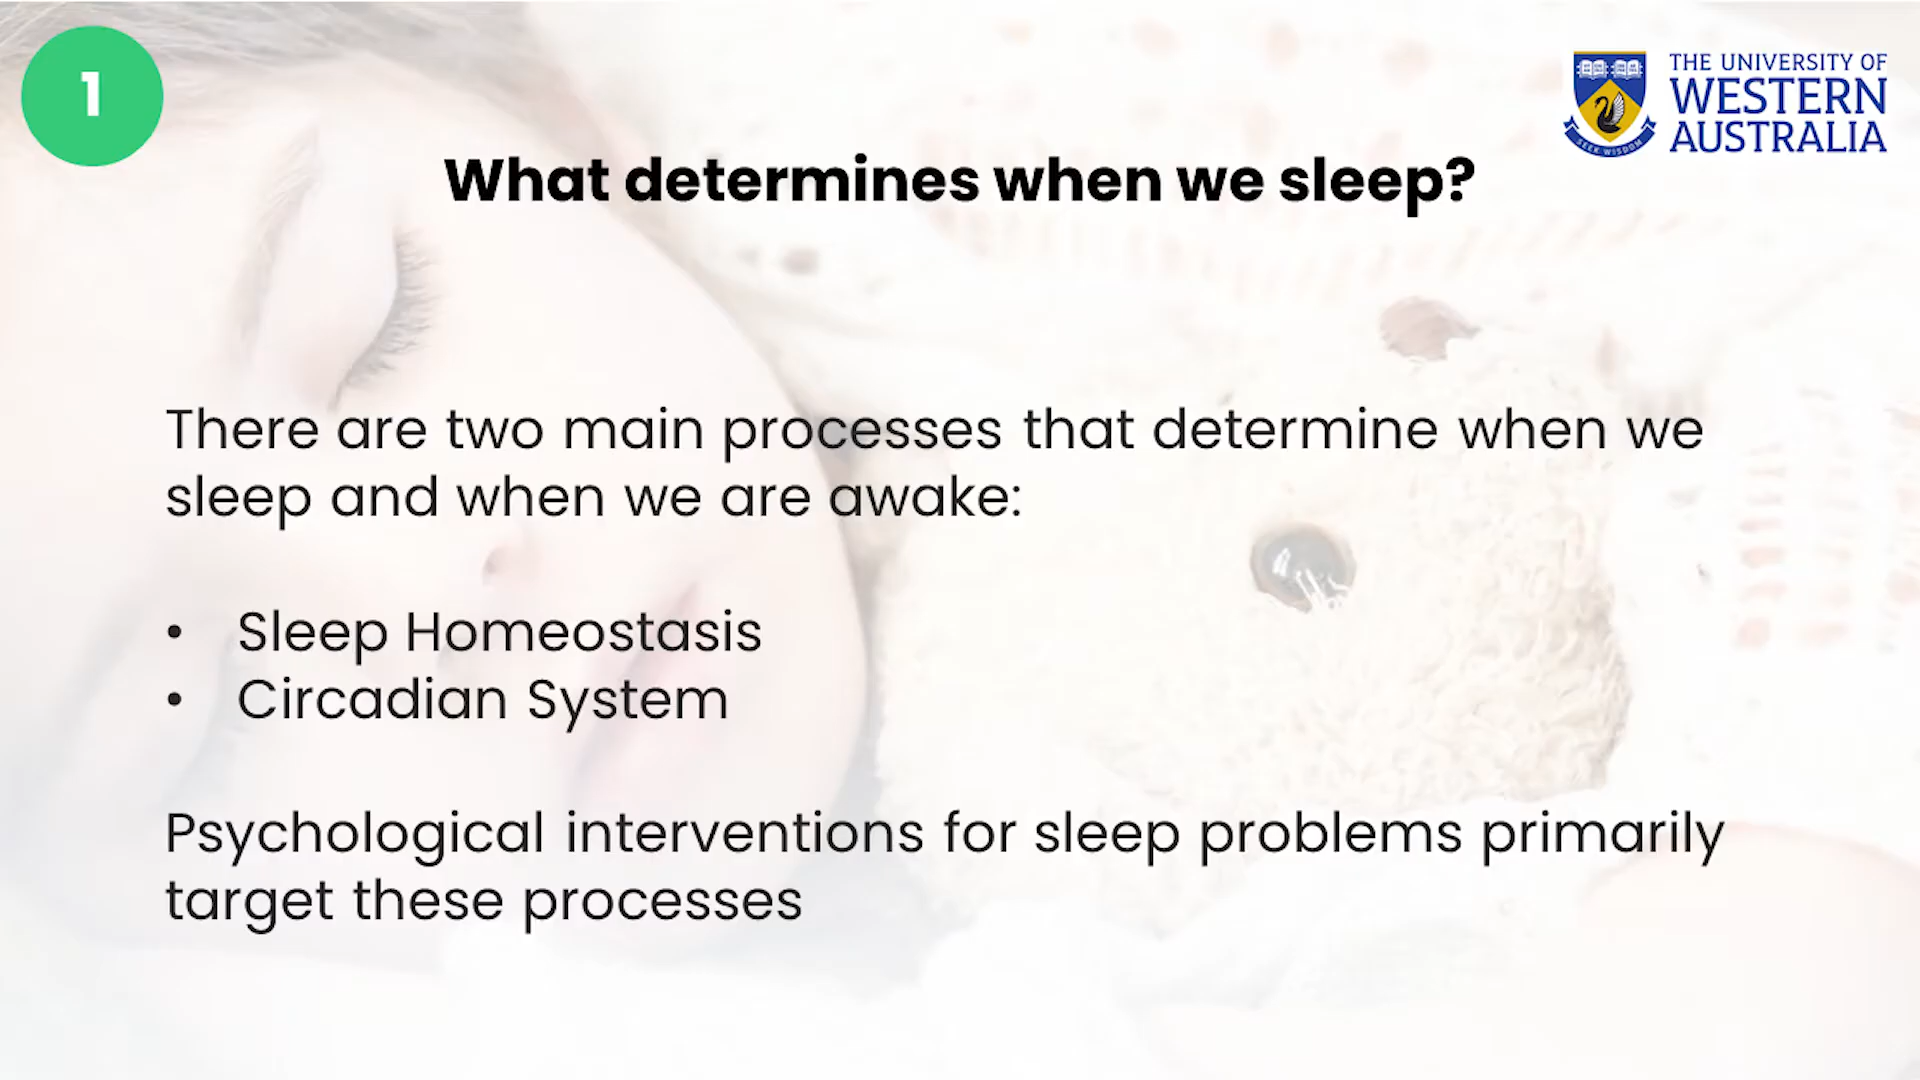 1
THE UNIVERSITY OF
WESTERN
AUSTRALIA
SEEK WISDOM
What determines when we sleep?
There are two main processes that determine when we
sleep and when we are awake:
• Sleep Homeostasis
• Circadian System
Psychological interventions for sleep problems primarily
target these processes